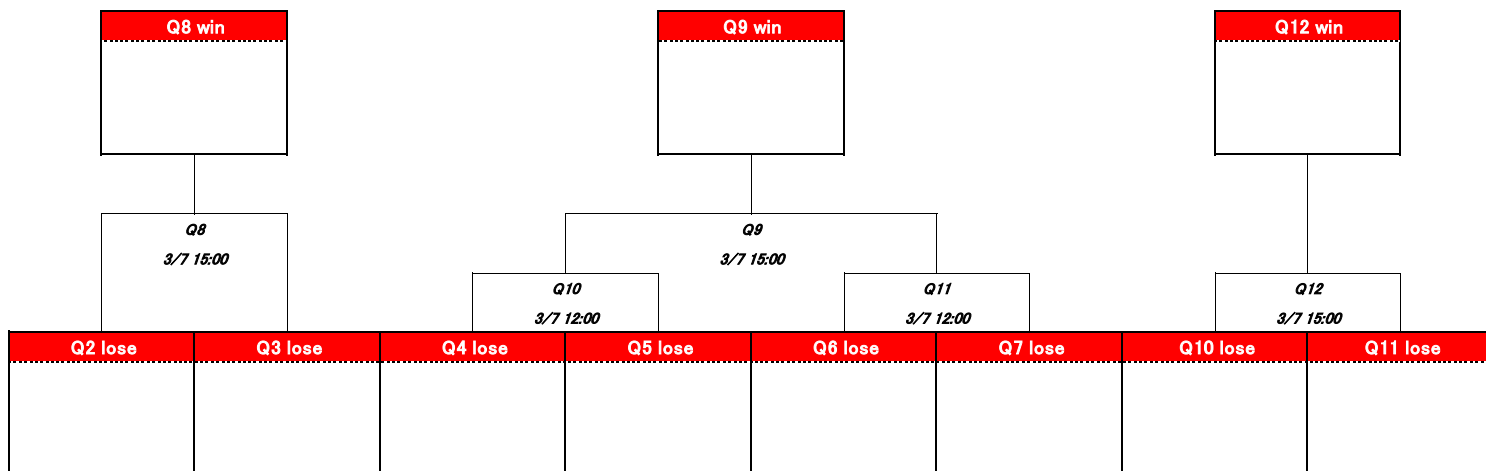 Q8 win
Q9 win
Q12 win
Q8
Q9
3/7 15:00
3/7 15:00
Q10
Q11
Q12
3/7 12:00
3/7 12:00
3/7 15:00
Q2 lose
Q3 lose
Q4 lose
Q5 lose
Q6 lose
Q7 lose
Q10 lose
Q11 lose